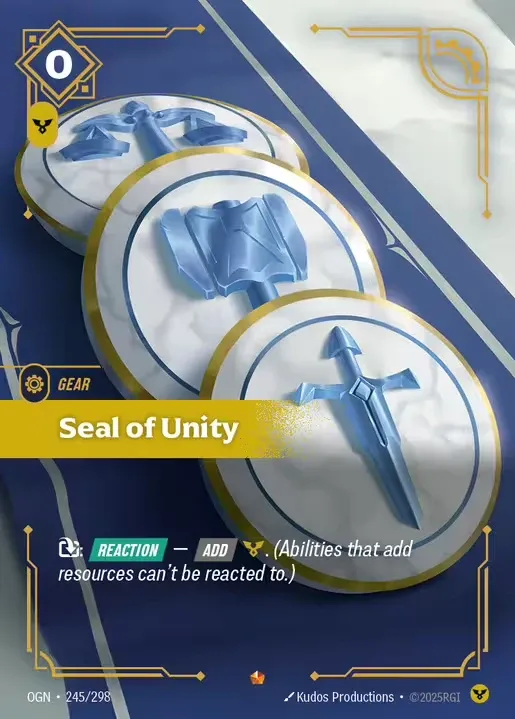 0
GEAR
Seal of Unity
: REACTION — ADD . (Abilities that add
resources can't be reacted to.)
OGN • 245/298
Kudos Productions • ©2025RGI